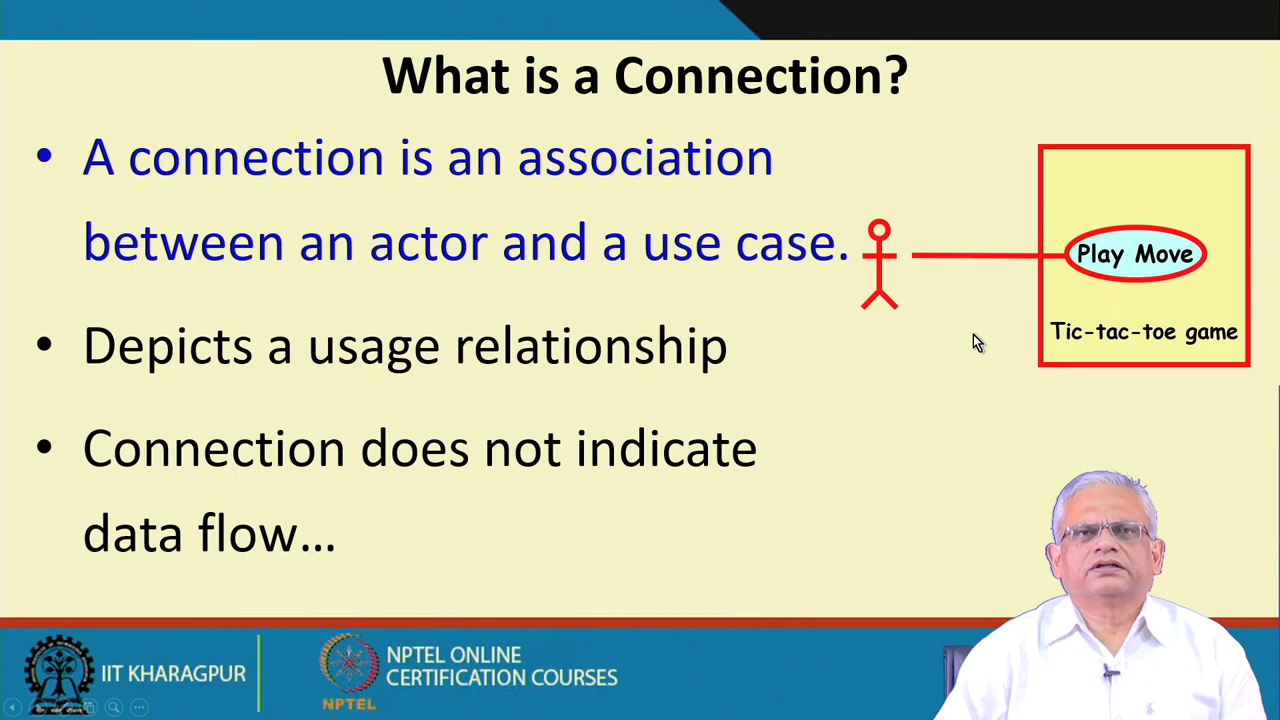 What is a Connection?
• A connection is an association
between an actor and a use case.
• Depicts a usage relationship
• Connection does not indicate
data flow...
Play Move
Tic-tac-toe game
IIT KHARAGPUR
NPTEL ONLINE
CERTIFICATION COURSES
NPTEL